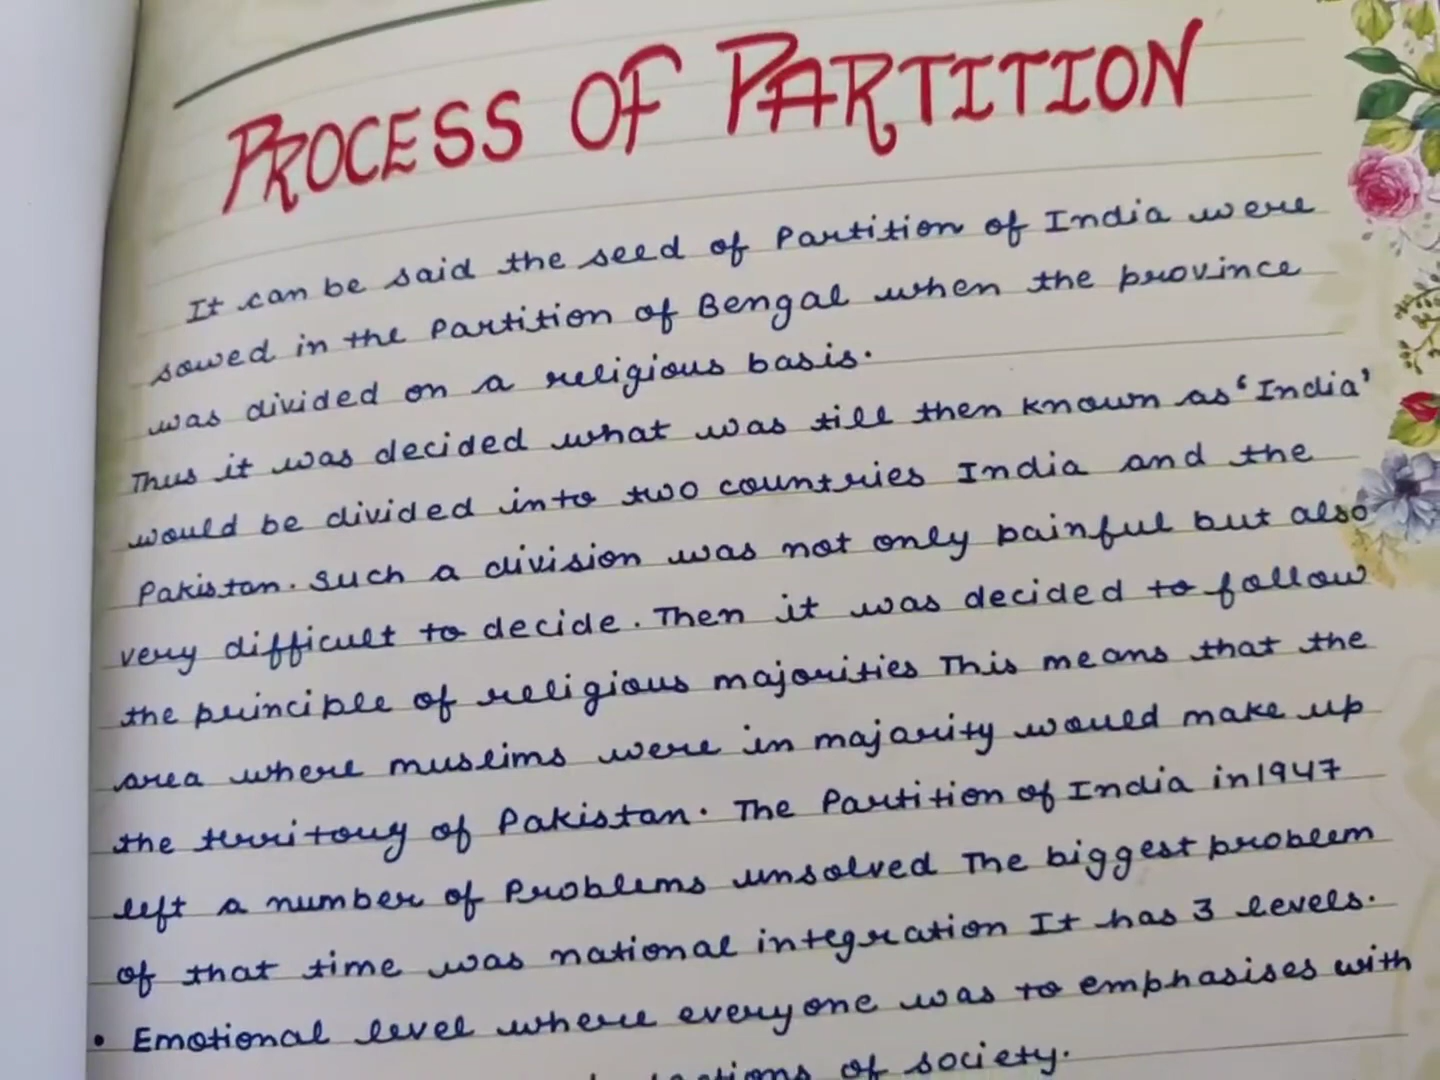 PROCESS OF PARTITION
It can be said the seed of Partition of India were
sowed in the Partition of Bengal when the province
was divided on a religious basis.
Thus it was decided what was till then known as 'India'
would be divided into two countries India and the
Pakistan. Such a division was not only painful but also
very difficult to decide. Then it was decided to follow
the principle of religious majorities This means that the
area where muslims were in majarity would make up
the territory of Pakistan. The Partition of India in 1947
left a number of Problems unsolved The biggest problem
of that time was national integration It has 3 levels.
• Emotional level where everyone was to emphasises with
of society.